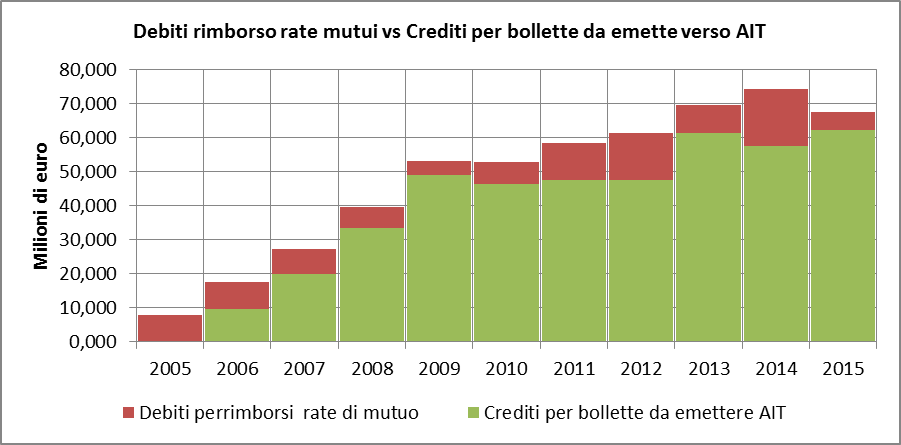 Debiti rimborso rate mutui vs Crediti per bollette da emette verso AIT
Milioni di euro
80,000
70,000
60,000
50,000
40,000
30,000
20,000
10,000
0,000
2005 2006 2007 2008 2009 2010 2011 2012 2013 2014 2015
Debiti perrimborsi rate di mutuo Crediti per bollette da emettere AIT